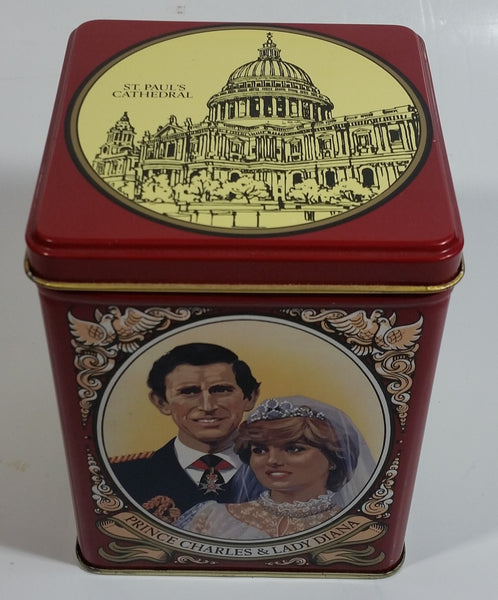 ST. PAUL'S
CATHEDRAL
PRINCE CHARLES & LADY DIANA